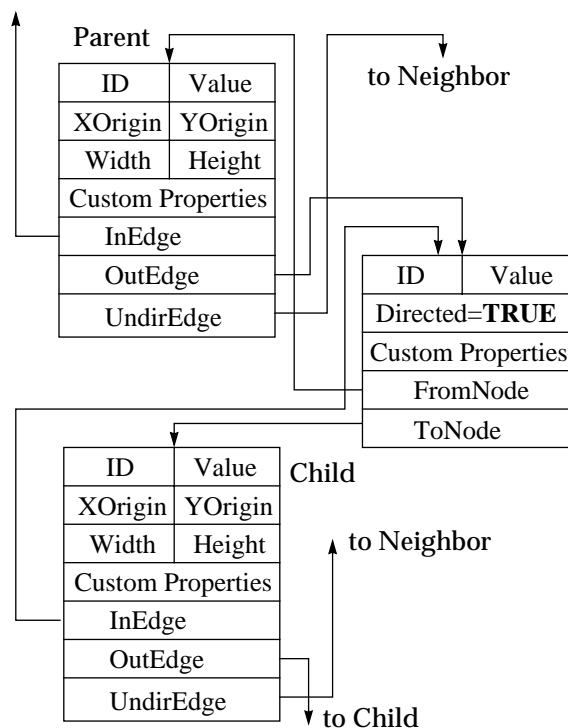 Parent
to Neighbor
ID Value
XOrigin YOrigin
Width Height
Custom Properties
InEdge
OutEdge
UndirEdge
ID Value
Directed=TRUE
Custom Properties
FromNode
ToNode
Child
ID Value
XOrigin YOrigin
Width Height
Custom Properties
InEdge
OutEdge
UndirEdge
to Neighbor
to Child